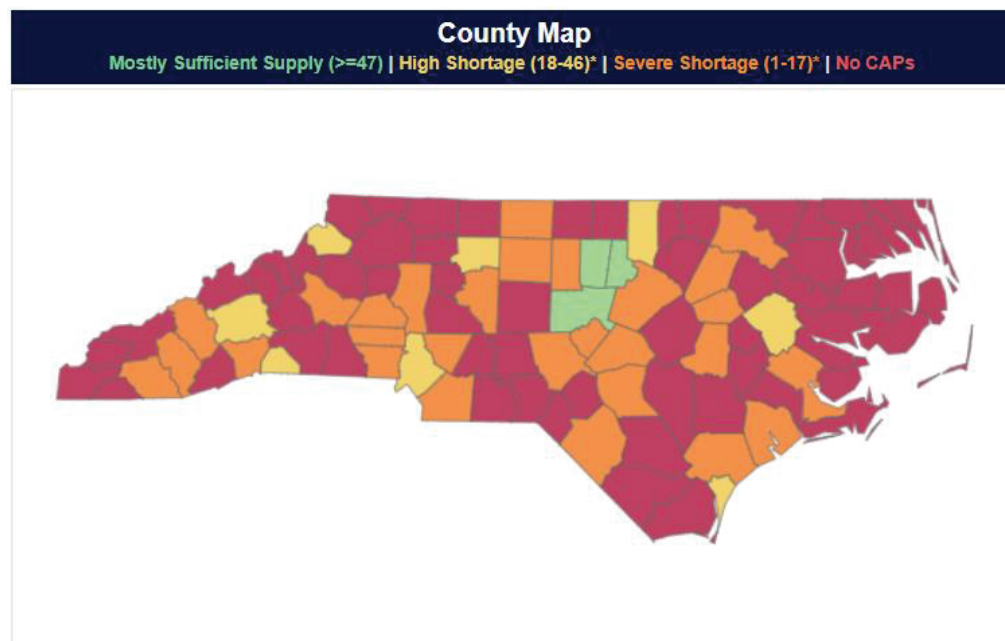 County Map
Mostly Sufficient Supply (>=47) | High Shortage (18-46)* | Severe Shortage (1-17)* | No CAPs